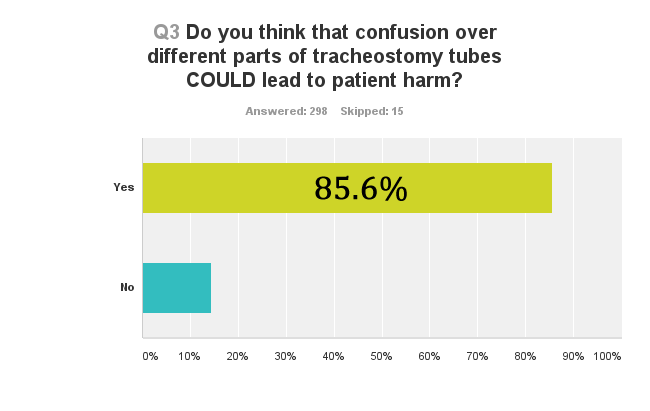 Q3 Do you think that confusion over
different parts of tracheostomy tubes
COULD lead to patient harm?
Answered: 298 Skipped: 15
Yes
85.6%
No
0% 10% 20% 30% 40% 50% 60% 70% 80% 90% 100%